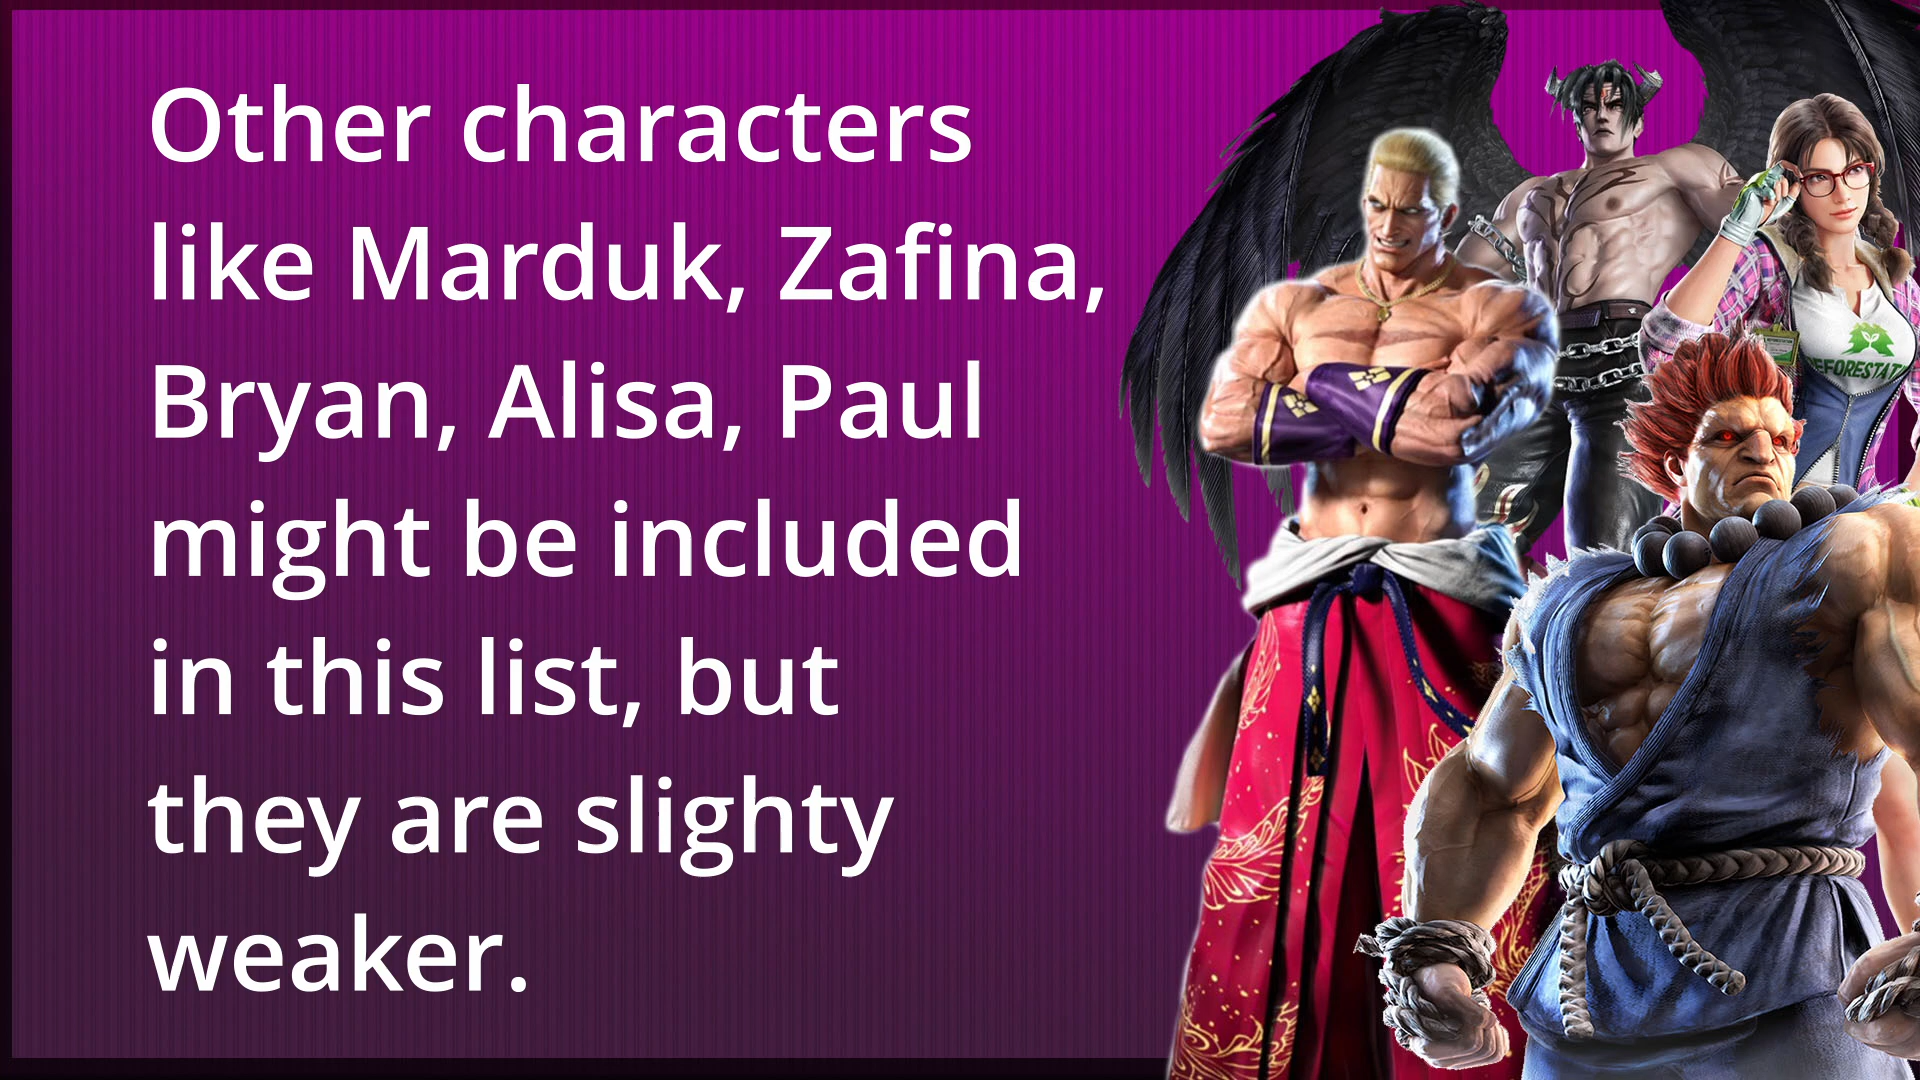 Other characters
like Marduk, Zafina,
Bryan, Alisa, Paul
might be included
in this list, but
they are slighty
weaker.
EFORESTAT